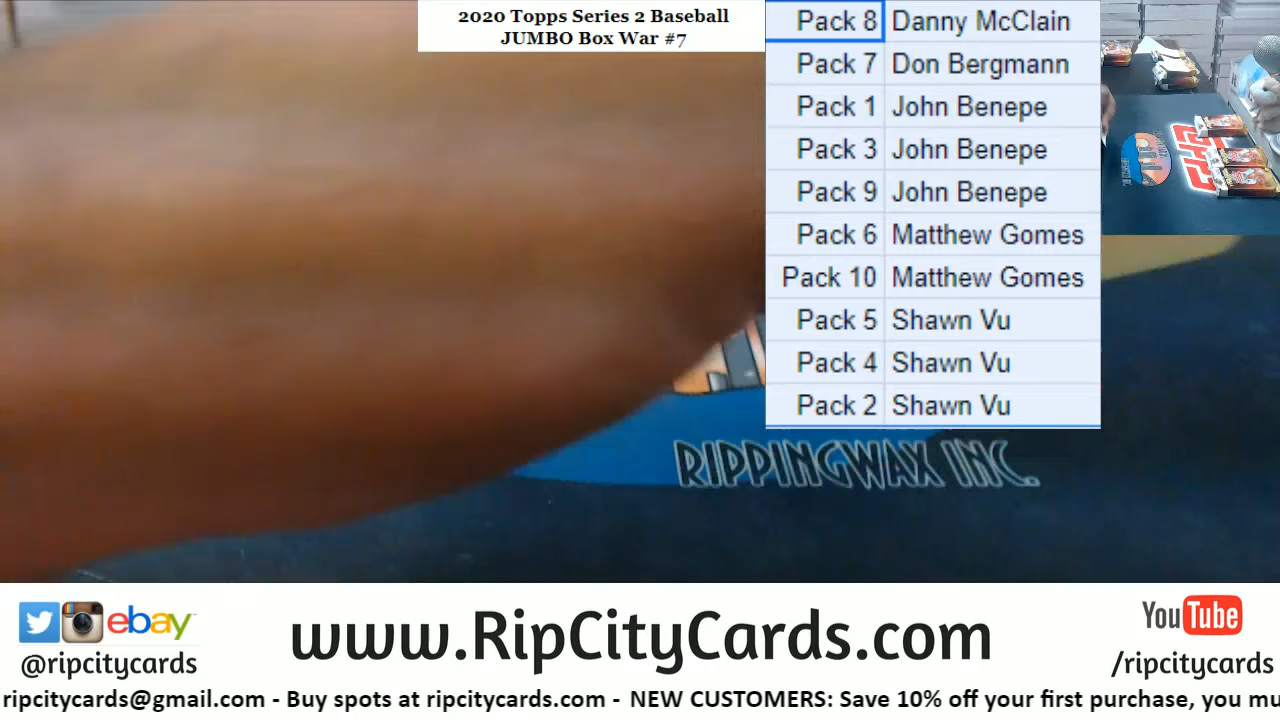 2020 Topps Series 2 Baseball
JUMBO Box War #7
Pack 8 Danny McClain
Pack 7 Don Bergmann
Pack 1 John Benepe
Pack 3 John Benepe
Pack 9 John Benepe
Pack 6 Matthew Gomes
Pack 10 Matthew Gomes
Pack 5 Shawn Vu
Pack 4 Shawn Vu
Pack 2 Shawn Vu
RIPPINGWAX INC.
ebay
@ripcitycards
www.RipCityCards.com
YouTube
/ripcitycards
ripcitycards@gmail.com - Buy spots at ripcitycards.com - NEW CUSTOMERS: Save 10% off your first purchase, you mu